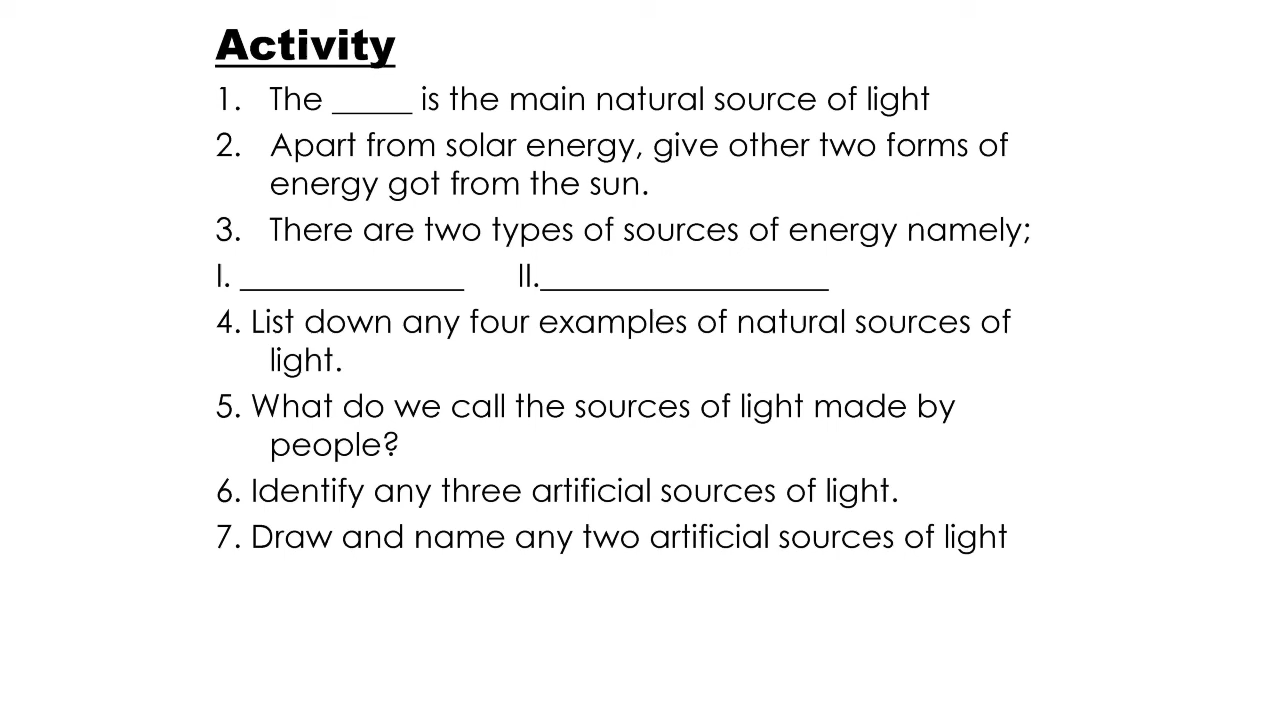 Activity
1. The _____ is the main natural source of light
2. Apart from solar energy, give other two forms of
energy got from the sun.
3. There are two types of sources of energy namely;
I. ______________ II.__________________
4. List down any four examples of natural sources of
light.
5. What do we call the sources of light made by
people?
6. Identify any three artificial sources of light.
7. Draw and name any two artificial sources of light